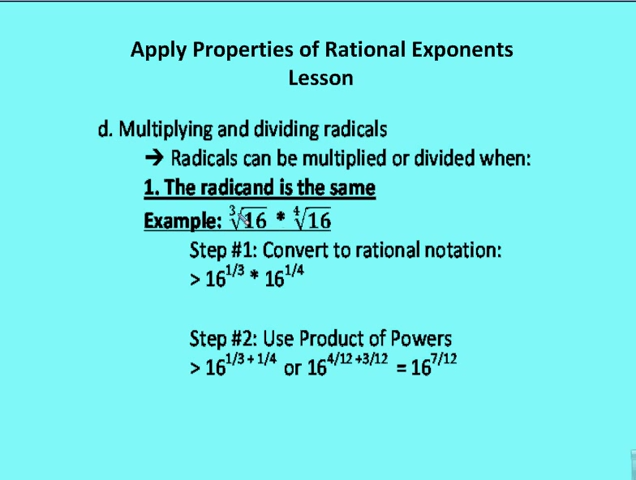 Apply Properties of Rational Exponents
Lesson
d. Multiplying and dividing radicals
➔ Radicals can be multiplied or divided when:
1. The radicand is the same
Example: ∛16 * ∜16
Step #1: Convert to rational notation:
> 16^1/3 * 16^1/4
Step #2: Use Product of Powers
> 16^1/3 + 1/4 or 16^4/12 +3/12 = 16^7/12